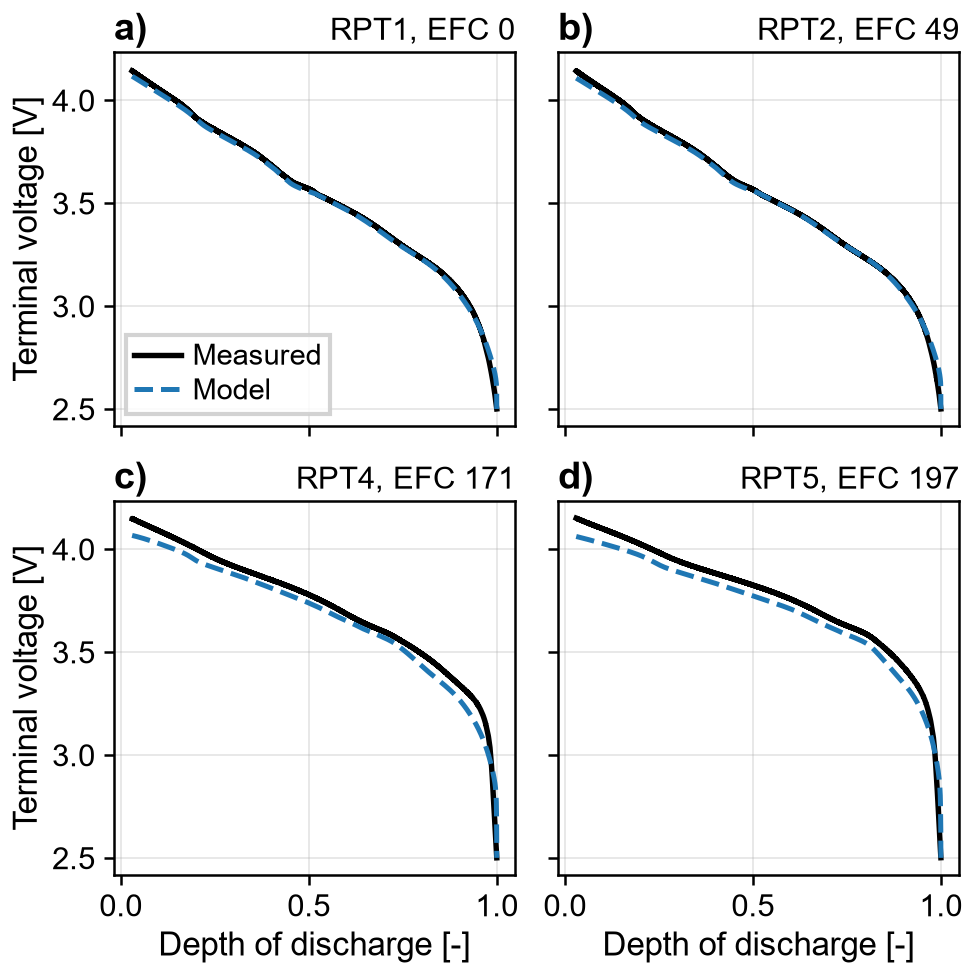 a) RPT1, EFC 0
b) RPT2, EFC 49
Terminal voltage [V]
4.0
3.5
3.0
2.5
Measured
Model
c) RPT4, EFC 171
d) RPT5, EFC 197
Terminal voltage [V]
4.0
3.5
3.0
2.5
0.0 0.5 1.0
0.0 0.5 1.0
Depth of discharge [-]
Depth of discharge [-]